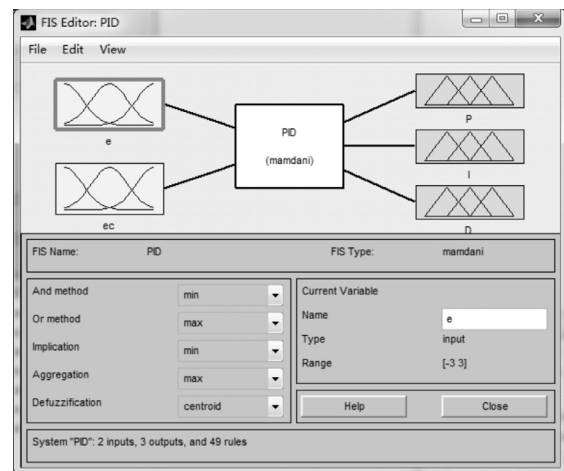 FIS Editor: PID
File Edit View
e
ec
PID
(mamdani)
P
I
D
FIS Name: PID FIS Type: mamdani
And method min
Or method max
Implication min
Aggregation max
Defuzzification centroid
Current Variable
Name e
Type input
Range [-3 3]
Help Close
System "PID": 2 inputs, 3 outputs, and 49 rules